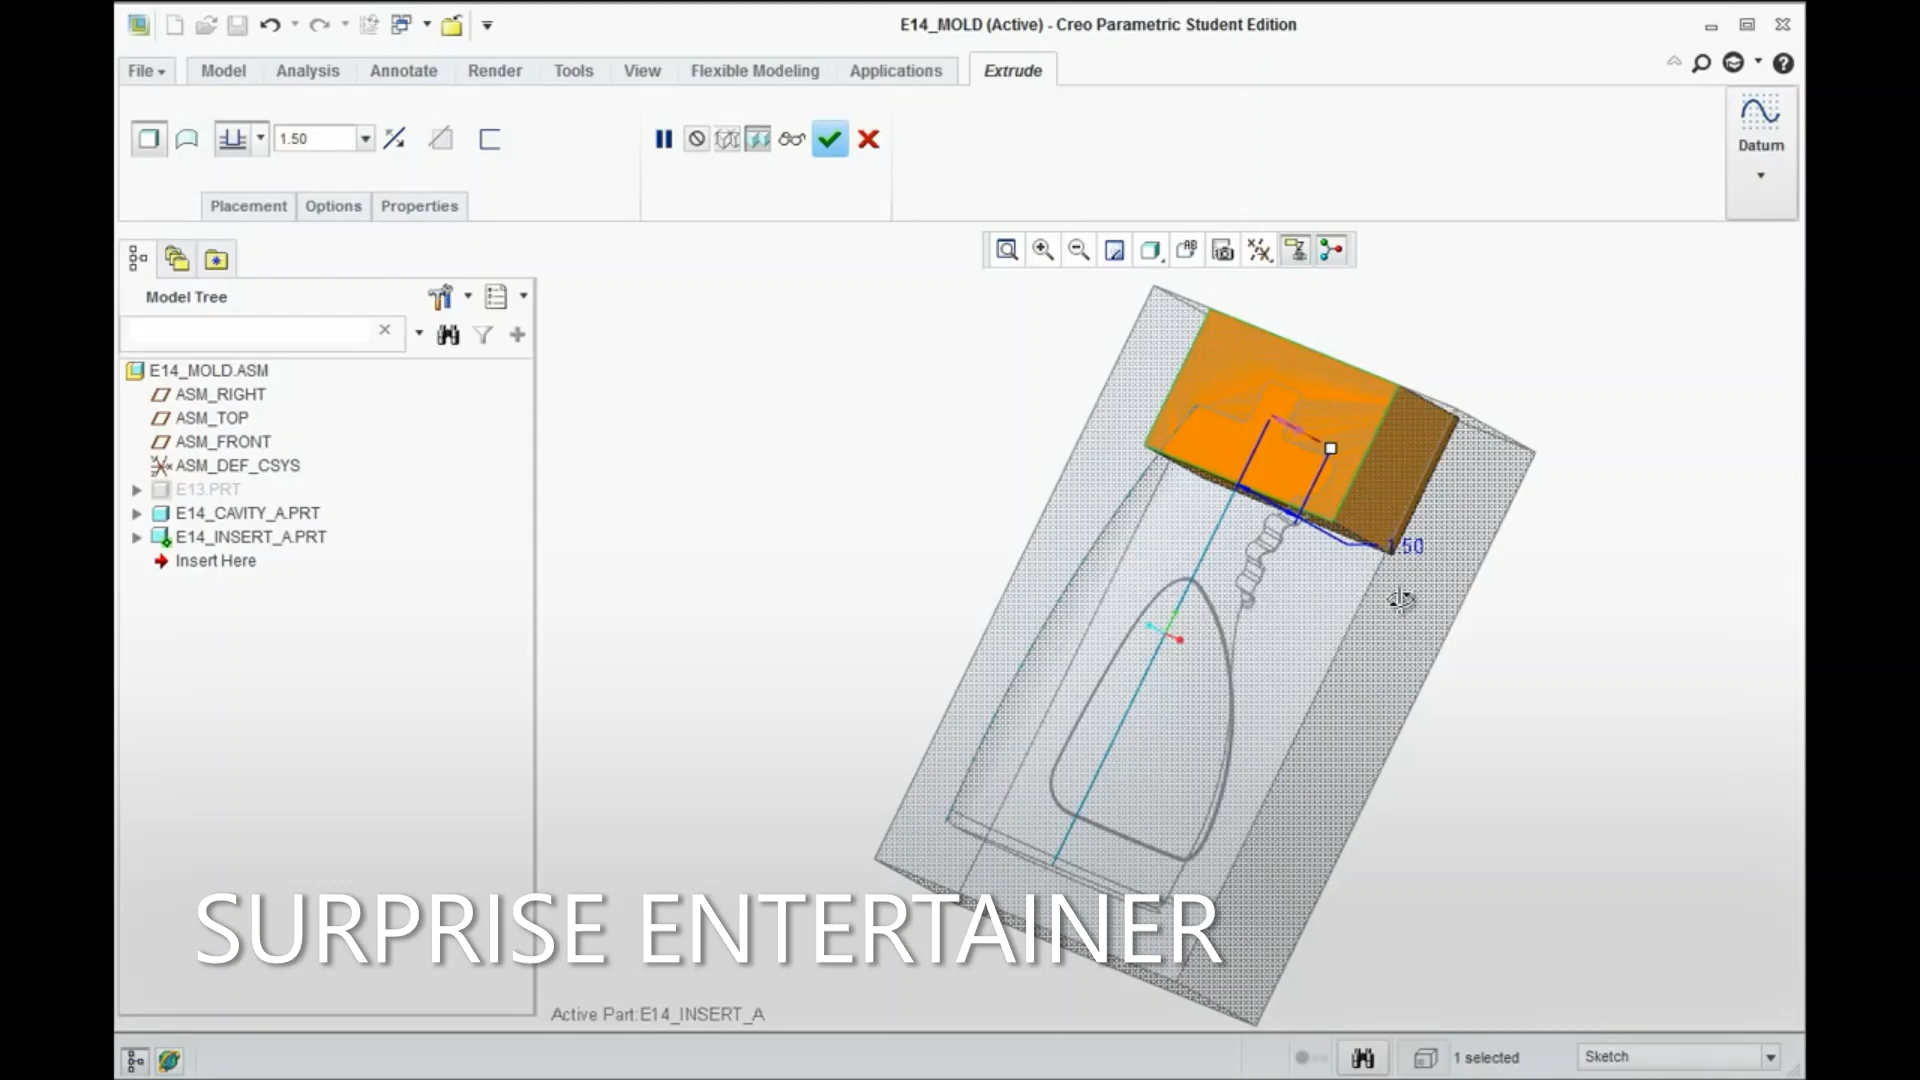 E14_MOLD (Active) - Creo Parametric Student Edition
File Model Analysis Annotate Render Tools View Flexible Modeling Applications Extrude
1.50
Datum
Placement Options Properties
Model Tree
E14_MOLD.ASM
ASM_RIGHT
ASM_TOP
ASM_FRONT
ASM_DEF_CSYS
E13.PRT
E14_CAVITY_A.PRT
E14_INSERT_A.PRT
Insert Here
1.50
SURPRISE ENTERTAINER
Active Part:E14_INSERT_A
1 selected
Sketch